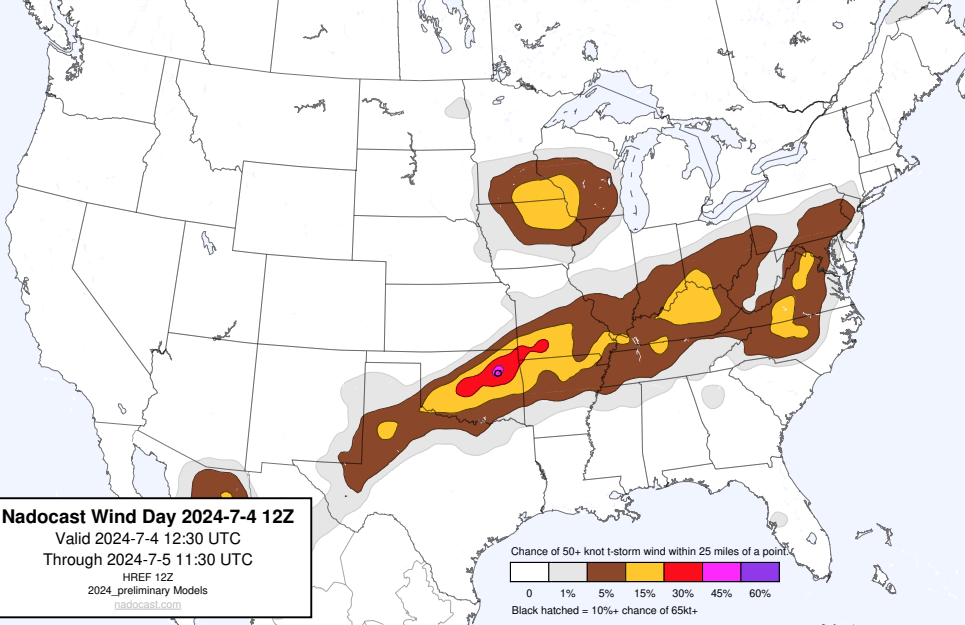 Nadocast Wind Day 2024-7-4 12Z
Valid 2024-7-4 12:30 UTC
Through 2024-7-5 11:30 UTC
HREF 12Z
2024_preliminary Models
nadocast.com
Chance of 50+ knot t-storm wind within 25 miles of a point.
0 1% 5% 15% 30% 45% 60%
Black hatched = 10%+ chance of 65kt+